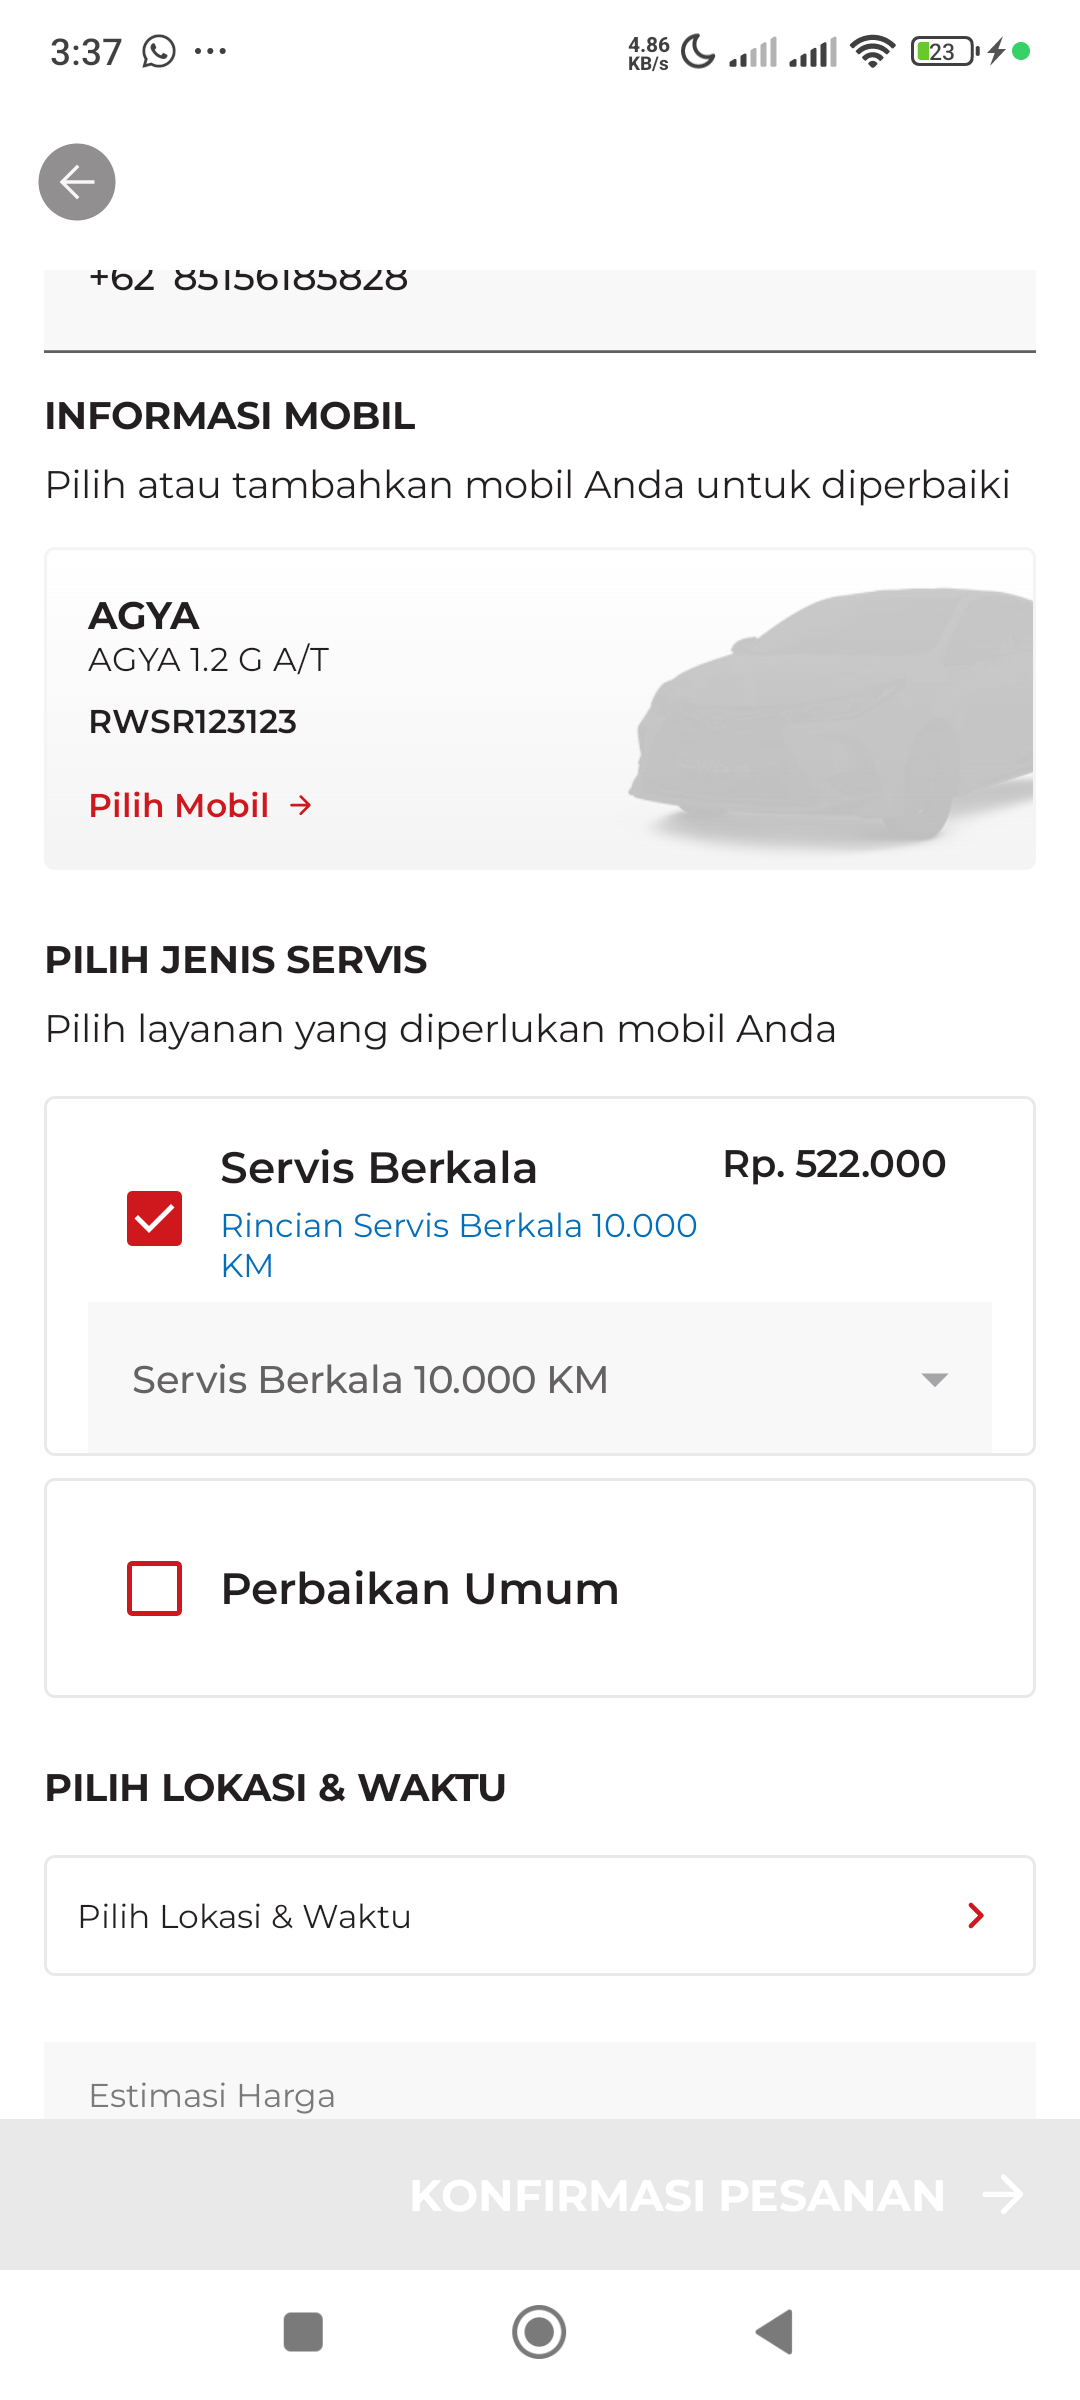 3:37 ...
4.86
KB/s
23
+62 85156185828
INFORMASI MOBIL
Pilih atau tambahkan mobil Anda untuk diperbaiki
AGYA
AGYA 1.2 G A/T
RWSR123123
Pilih Mobil →
PILIH JENIS SERVIS
Pilih layanan yang diperlukan mobil Anda
Servis Berkala Rp. 522.000
Rincian Servis Berkala 10.000
KM
Servis Berkala 10.000 KM
Perbaikan Umum
PILIH LOKASI & WAKTU
Pilih Lokasi & Waktu
Estimasi Harga
KONFIRMASI PESANAN →